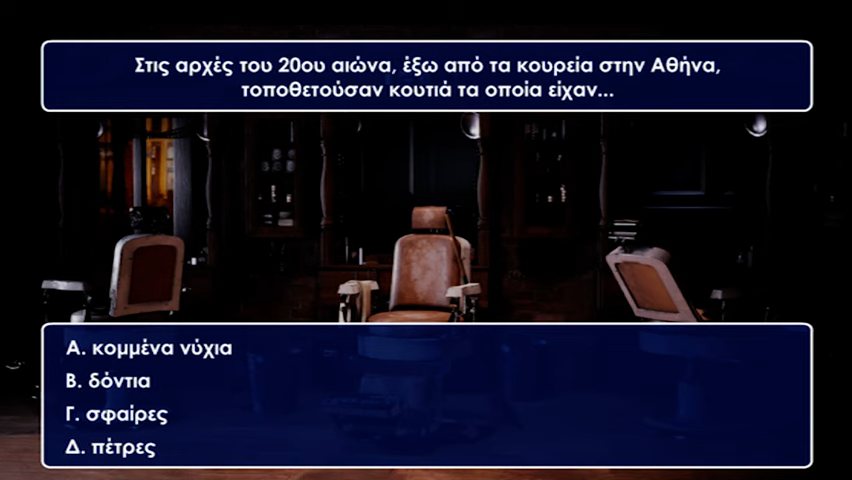 Στις αρχές του 20ου αιώνα, έξω από τα κουρεία στην Αθήνα,
τοποθετούσαν κουτιά τα οποία είχαν...
Α. κομμένα νύχια
Β. δόντια
Γ. σφαίρες
Δ. πέτρες